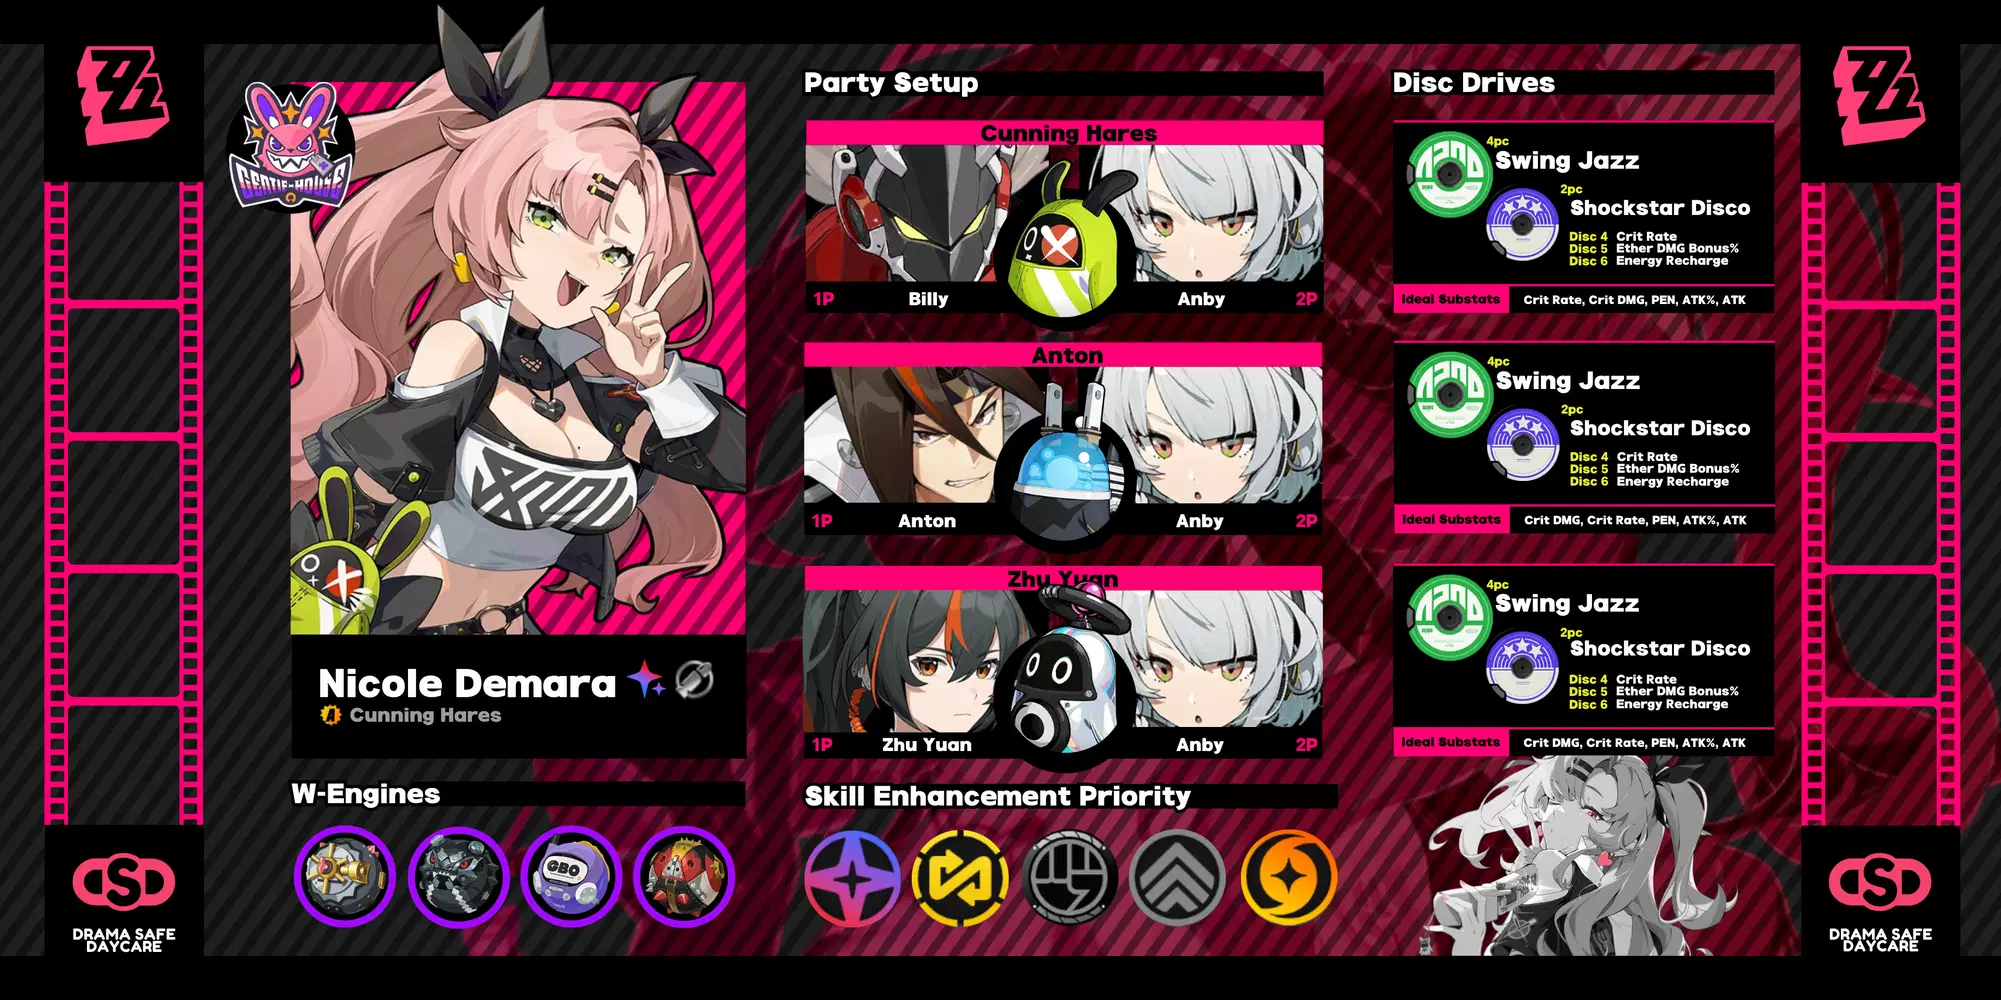 GENTLE-HOUSE
Nicole Demara
A Cunning Hares
W-Engines
GBO
Party Setup
Cunning Hares
1P Billy Anby 2P
Anton
1P Anton Anby 2P
Zhu Yuan
1P Zhu Yuan Anby 2P
Skill Enhancement Priority
Disc Drives
4pc
Swing Jazz
2pc
Shockstar Disco
Disc 4 Crit Rate
Disc 5 Ether DMG Bonus%
Disc 6 Energy Recharge
Ideal Substats Crit Rate, Crit DMG, PEN, ATK%, ATK
4pc
Swing Jazz
2pc
Shockstar Disco
Disc 4 Crit Rate
Disc 5 Ether DMG Bonus%
Disc 6 Energy Recharge
Ideal Substats Crit DMG, Crit Rate, PEN, ATK%, ATK
4pc
Swing Jazz
2pc
Shockstar Disco
Disc 4 Crit Rate
Disc 5 Ether DMG Bonus%
Disc 6 Energy Recharge
Ideal Substats Crit DMG, Crit Rate, PEN, ATK%, ATK
DSD
DRAMA SAFE
DAYCARE
DSD
DRAMA SAFE
DAYCARE